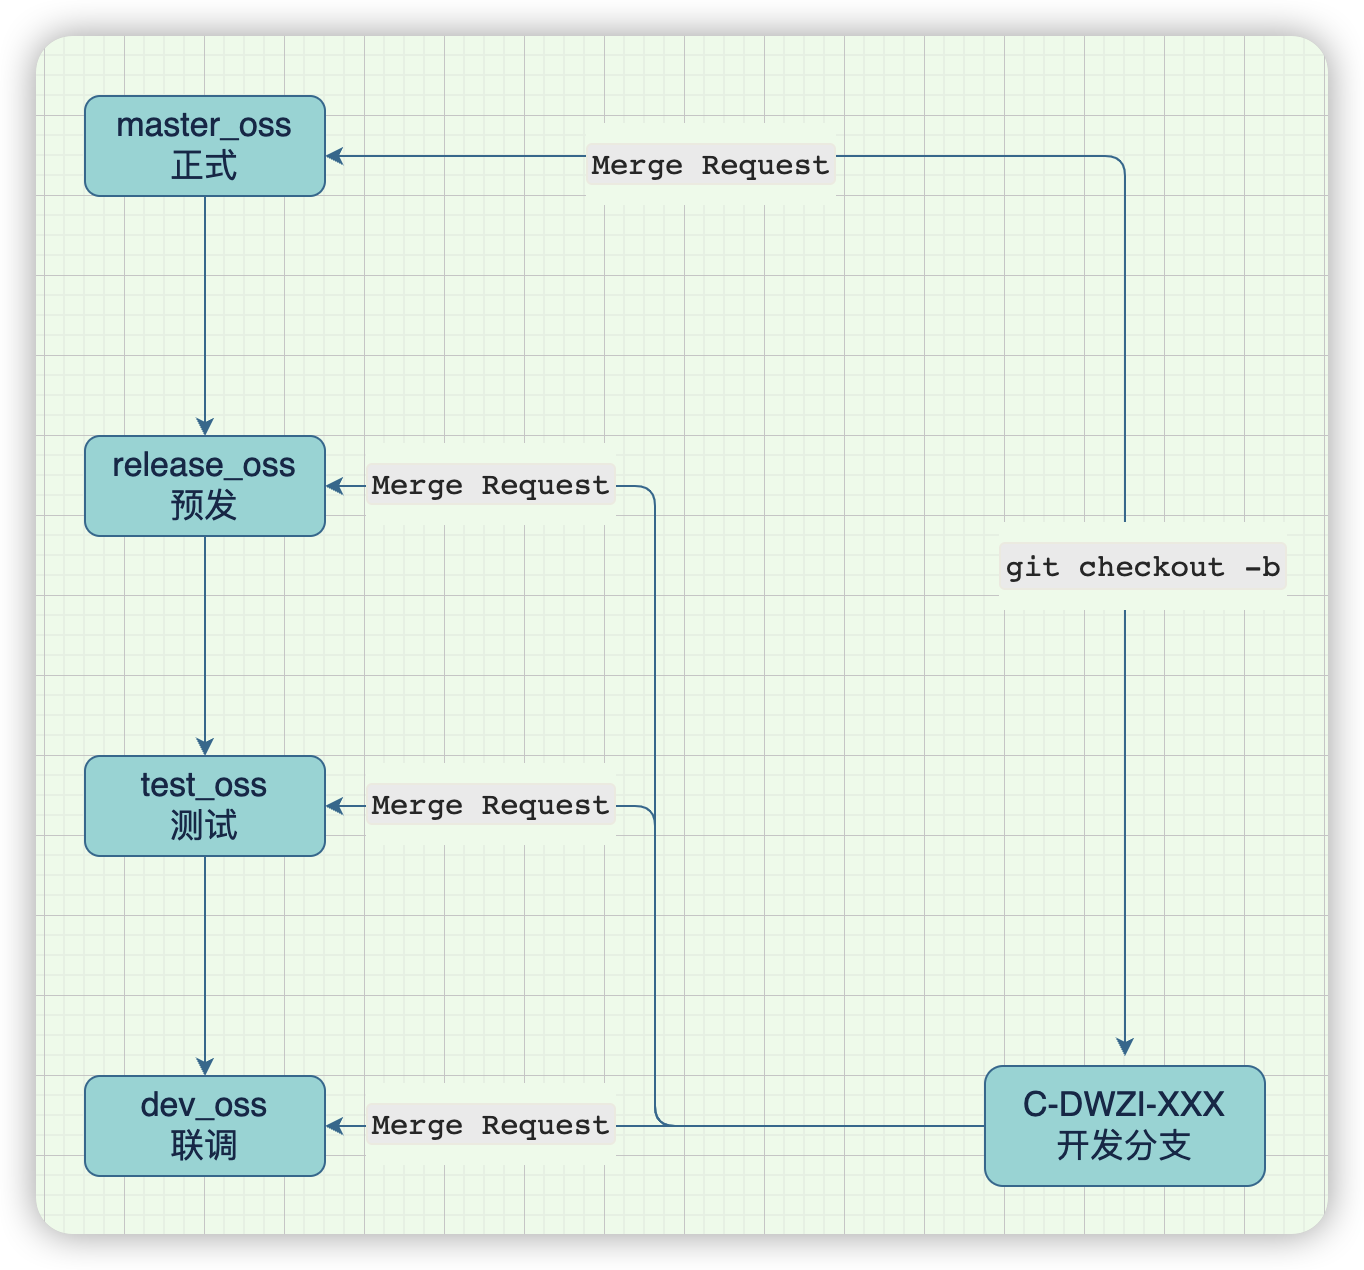 master_oss
正式
Merge Request
release_oss
预发
Merge Request
git checkout -b
test_oss
测试
Merge Request
dev_oss
联调
Merge Request
C-DWZI-XXX
开发分支